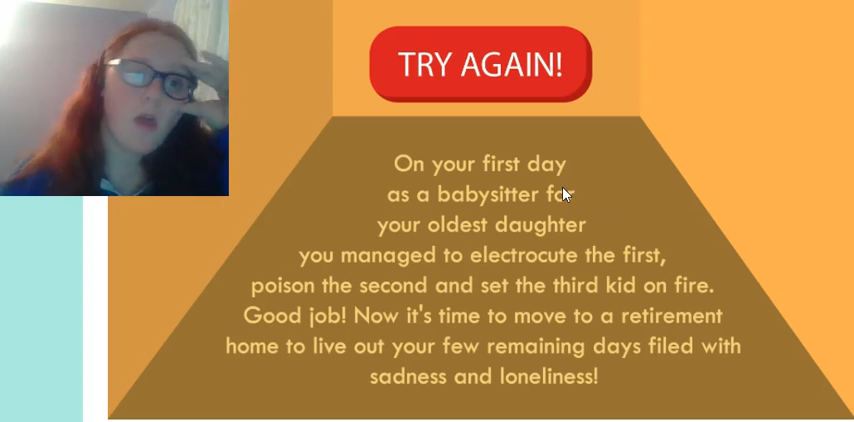 TRY AGAIN!
On your first day
as a babysitter for
your oldest daughter
you managed to electrocute the first,
poison the second and set the third kid on fire.
Good job! Now it's time to move to a retirement
home to live out your few remaining days filed with
sadness and loneliness!